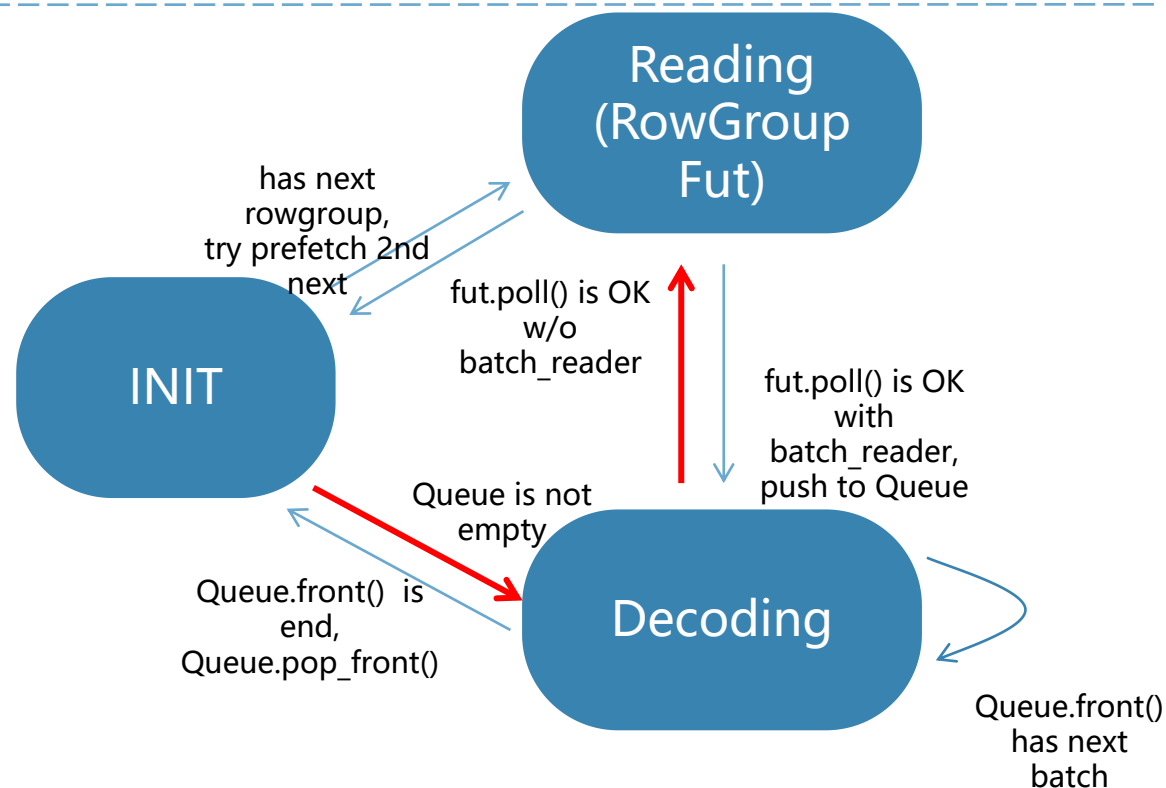 Reading
(RowGroup
Fut)
has next
rowgroup,
try prefetch 2nd
next
fut.poll() is OK
w/o
batch_reader
INIT
fut.poll() is OK
with
batch_reader,
push to Queue
Queue is not
empty
Queue.front() is
end,
Queue.pop_front()
Decoding
Queue.front()
has next
batch